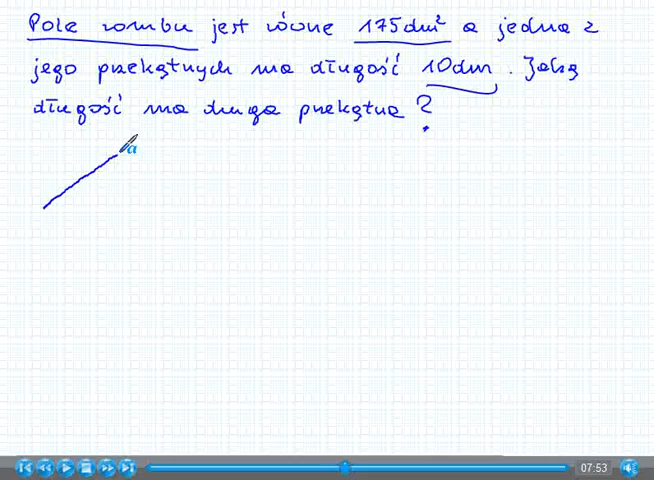 Pole rombu jest równe 175dm² a jedna z
jego przekątnych ma długość 10dm. Jaką
długość ma druga przekątna?
a
07:53